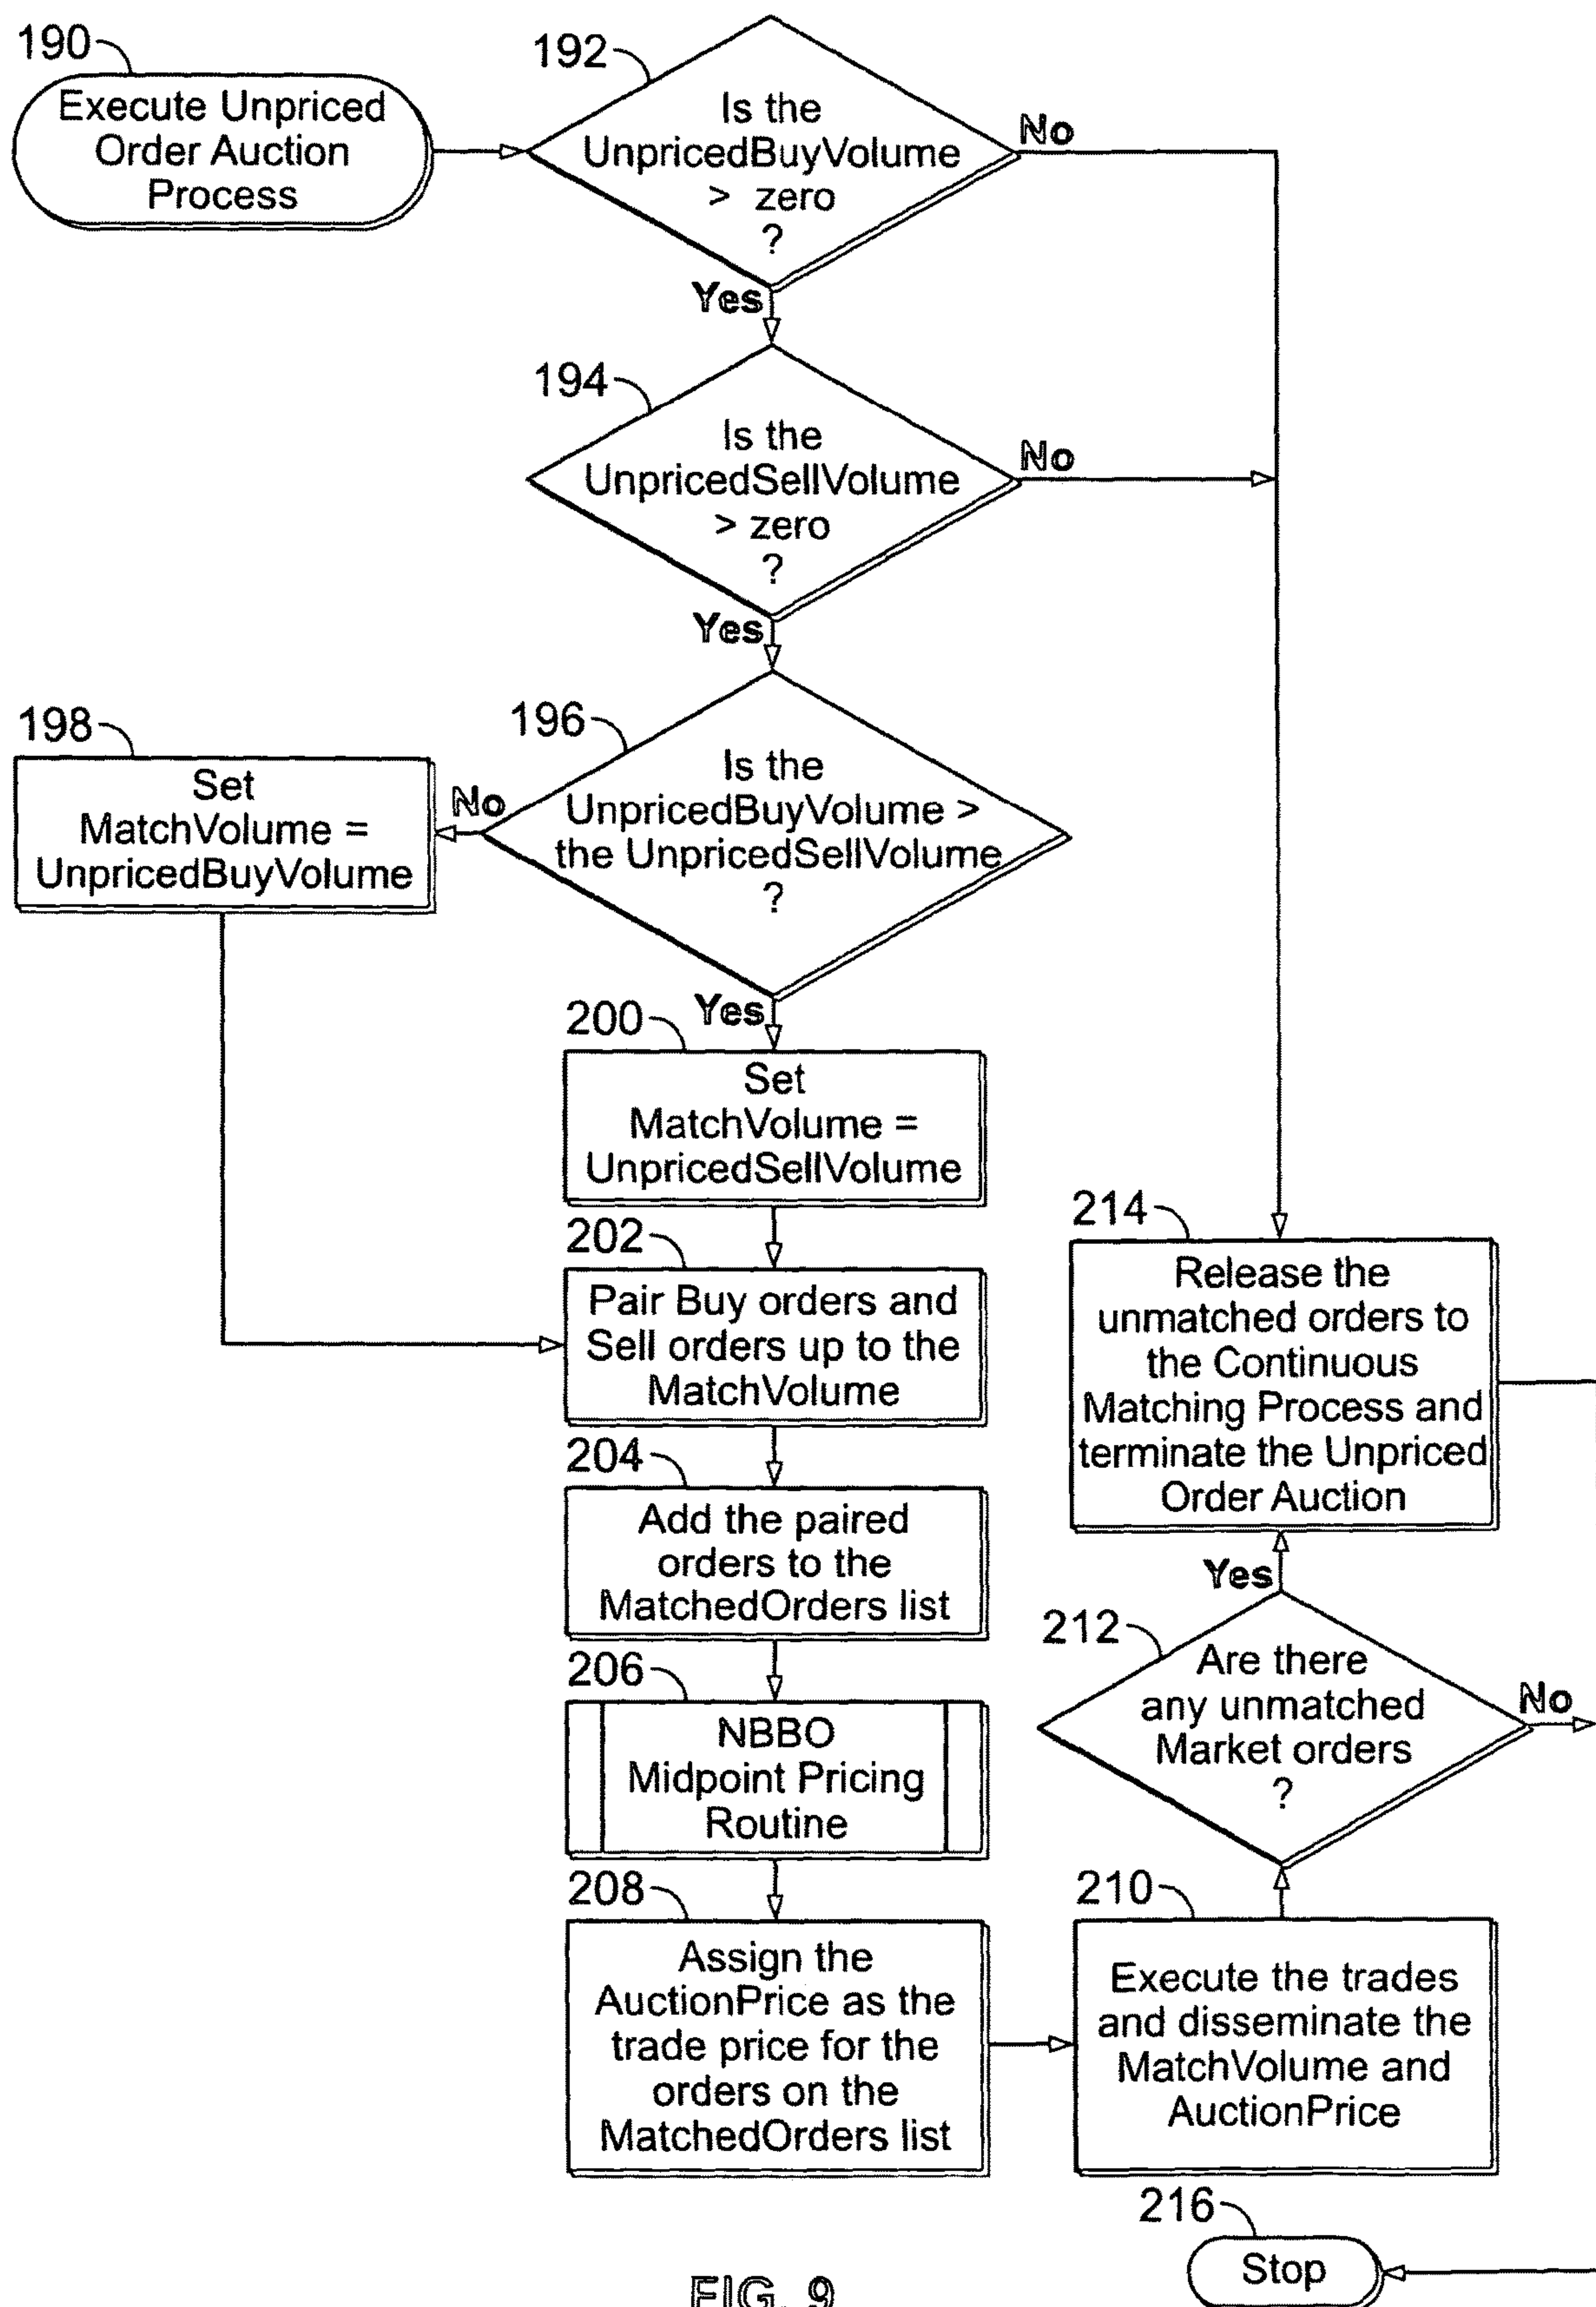 190
Execute Unpriced
Order Auction
Process
192
Is the
UnpricedBuyVolume
> zero
?
No
Yes
194
Is the
UnpricedSellVolume
> zero
?
No
Yes
196
Is the
UnpricedBuyVolume >
the UnpricedSellVolume
?
No
Yes
198
Set
MatchVolume =
UnpricedBuyVolume
200
Set
MatchVolume =
UnpricedSellVolume
202
Pair Buy orders and
Sell orders up to the
MatchVolume
204
Add the paired
orders to the
MatchedOrders list
206
NBBO
Midpoint Pricing
Routine
208
Assign the
AuctionPrice as the
trade price for the
orders on the
MatchedOrders list
210
Execute the trades
and disseminate the
MatchVolume and
AuctionPrice
212
Are there
any unmatched
Market orders
?
No
Yes
214
Release the
unmatched orders to
the Continuous
Matching Process and
terminate the Unpriced
Order Auction
216
Stop
FIG. 9